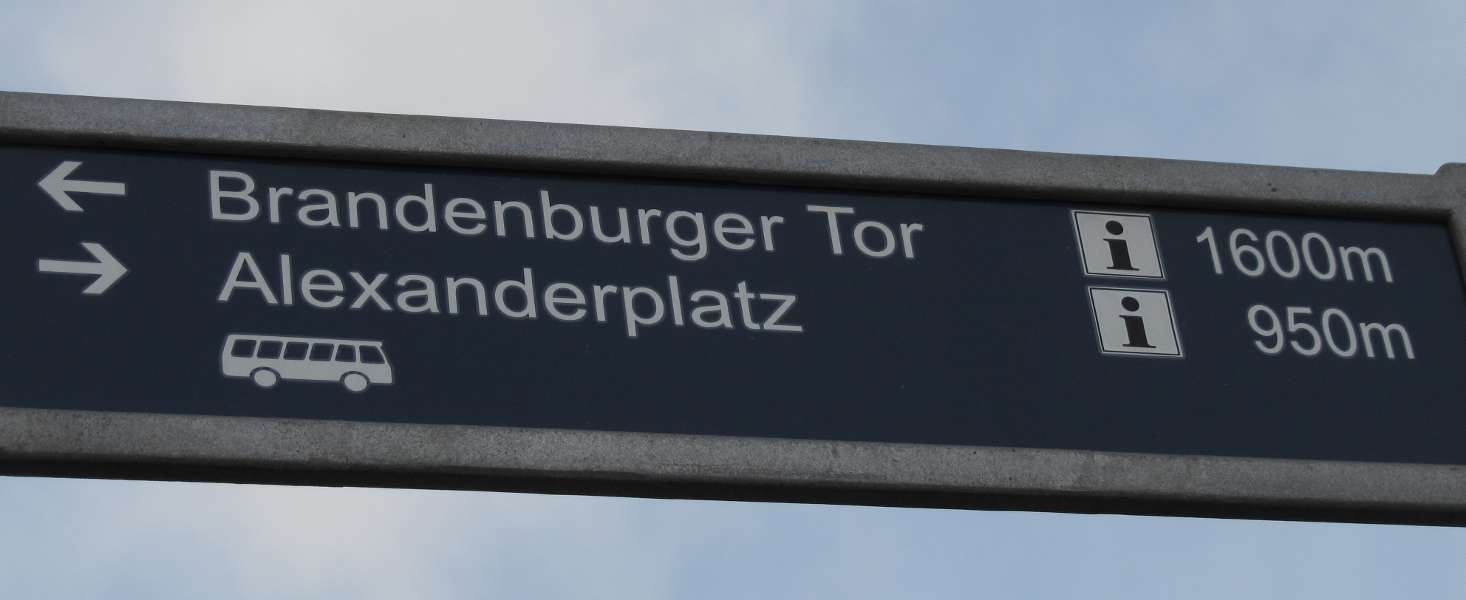 ← Brandenburger Tor i 1600m
→ Alexanderplatz i 950m